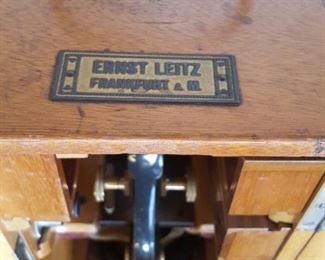 ERNST LEITZ
FRANKFURT A. M.